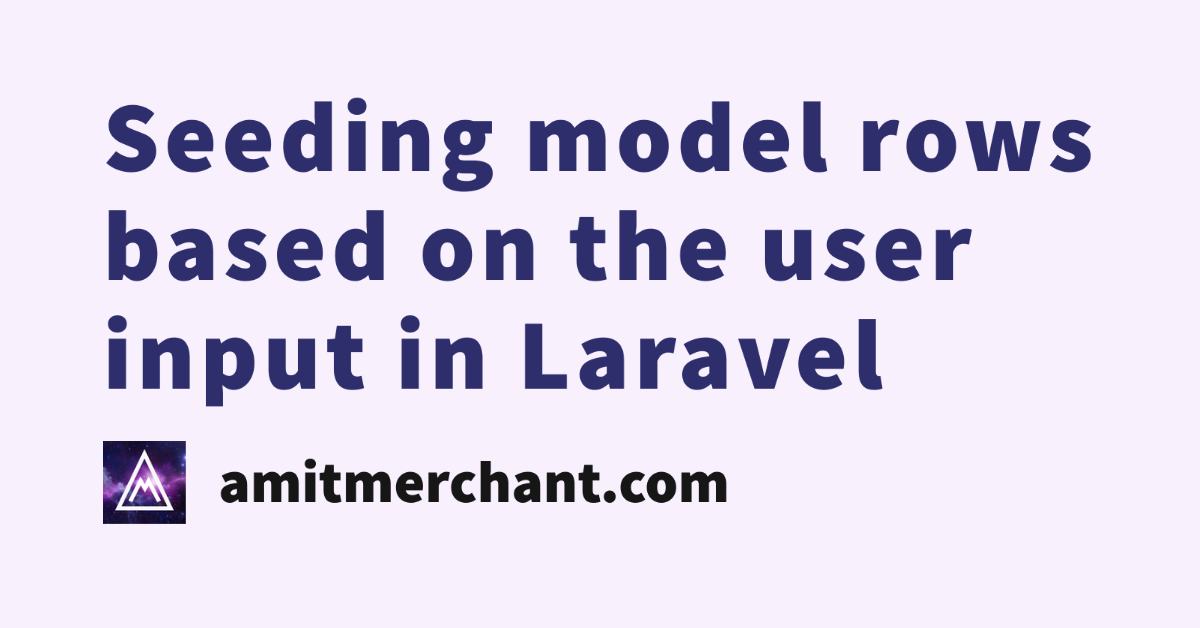 Seeding model rows
based on the user
input in Laravel
amitmerchant.com